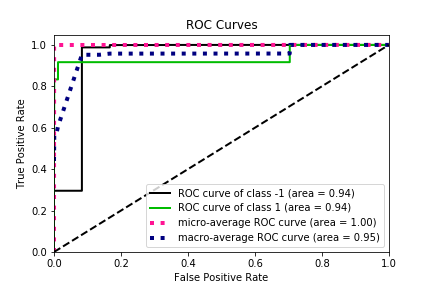 ROC Curves
True Positive Rate
1.0
0.8
0.6
0.4
0.2
0.0
ROC curve of class -1 (area = 0.94)
ROC curve of class 1 (area = 0.94)
micro-average ROC curve (area = 1.00)
macro-average ROC curve (area = 0.95)
0.0 0.2 0.4 0.6 0.8 1.0
False Positive Rate